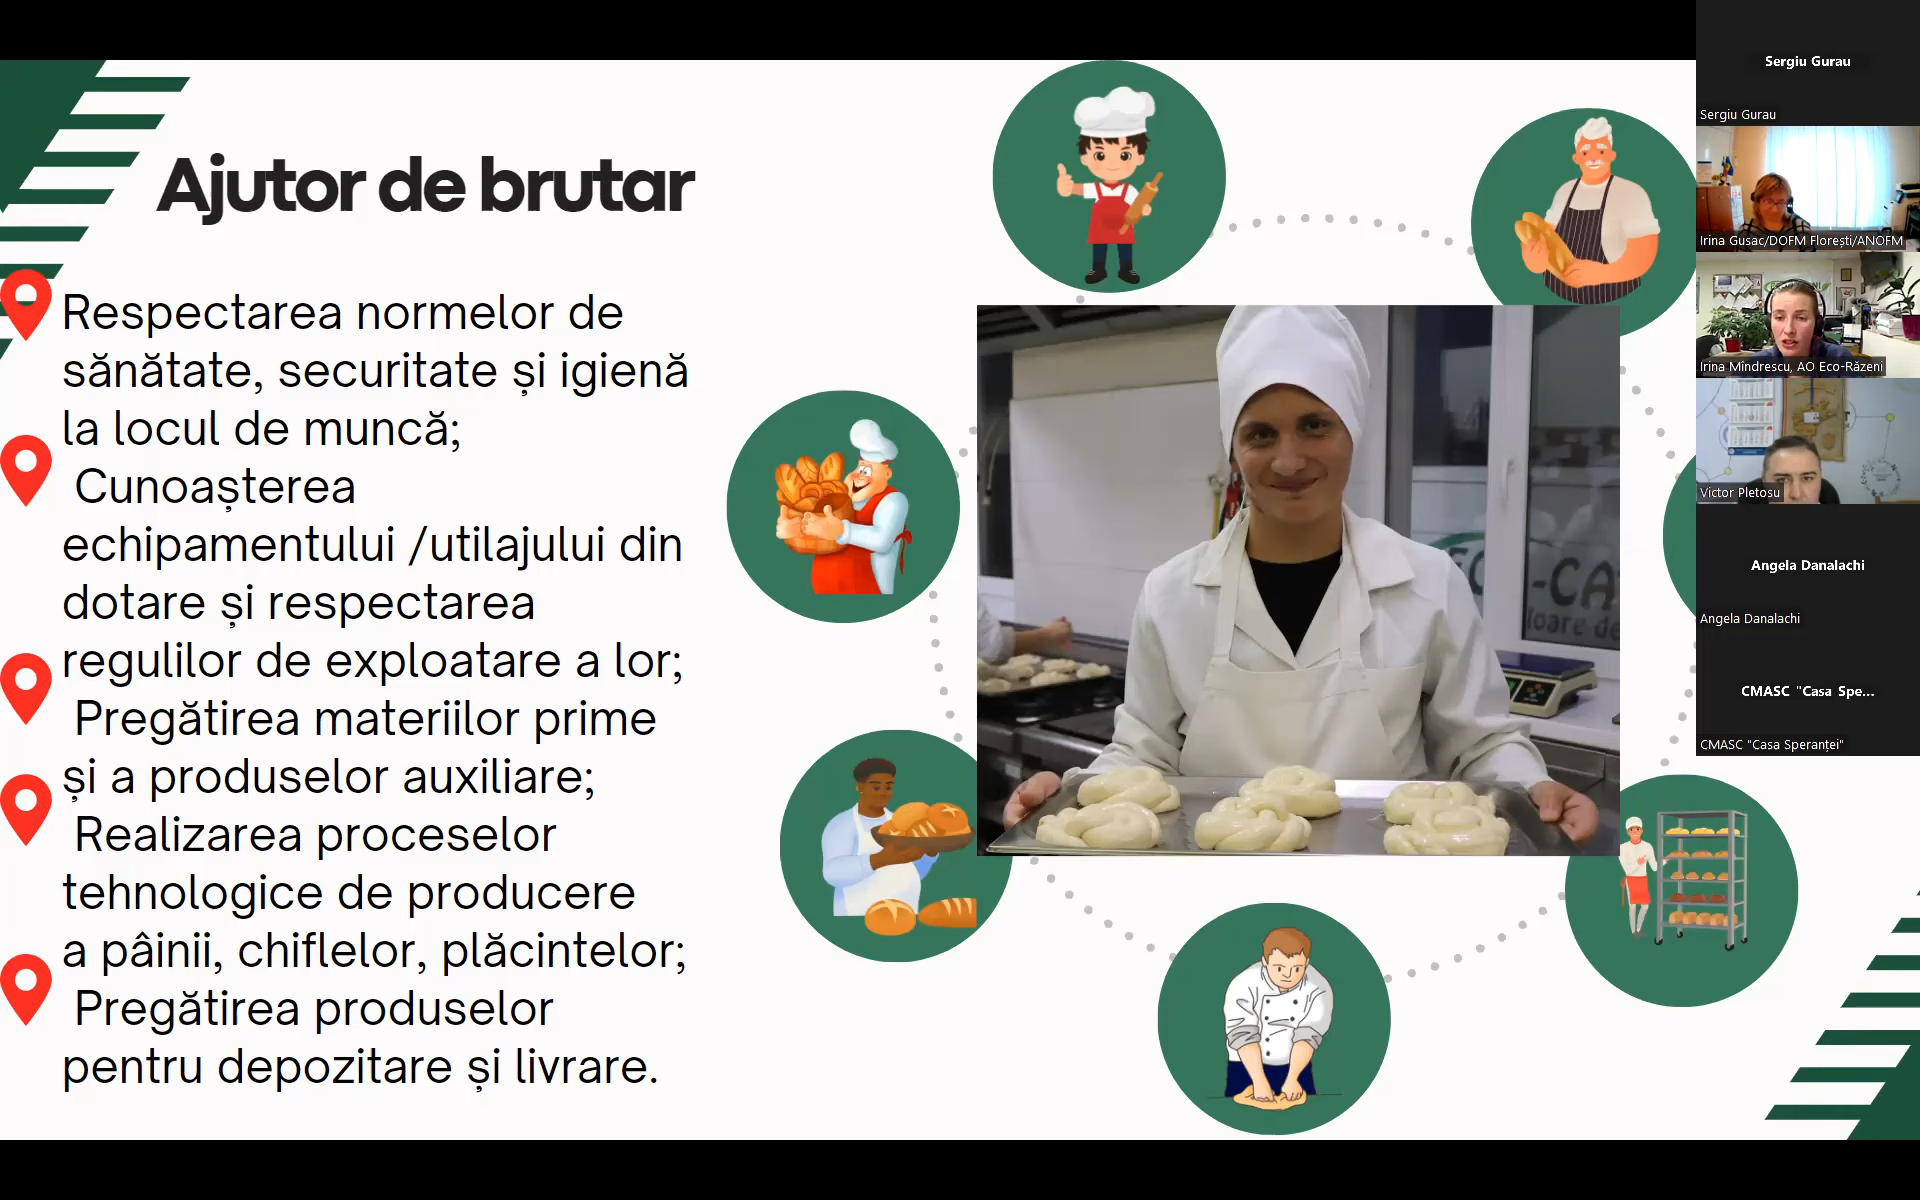 Ajutor de brutar
Respectarea normelor de
sănătate, securitate și igienă
la locul de muncă;
Cunoașterea
echipamentului /utilajului din
dotare și respectarea
regulilor de exploatare a lor;
Pregătirea materiilor prime
și a produselor auxiliare;
Realizarea proceselor
tehnologice de producere
a pâinii, chiflelor, plăcintelor;
Pregătirea produselor
pentru depozitare și livrare.
Sergiu Gurau
Sergiu Gurau
Irina Gusac/DOFM Florești/ANOFM
Irina Mîndrescu, AO Eco-Răzeni
Victor Pletosu
Angela Danalachi
Angela Danalachi
CMASC "Casa Spe...
CMASC "Casa Speranței"